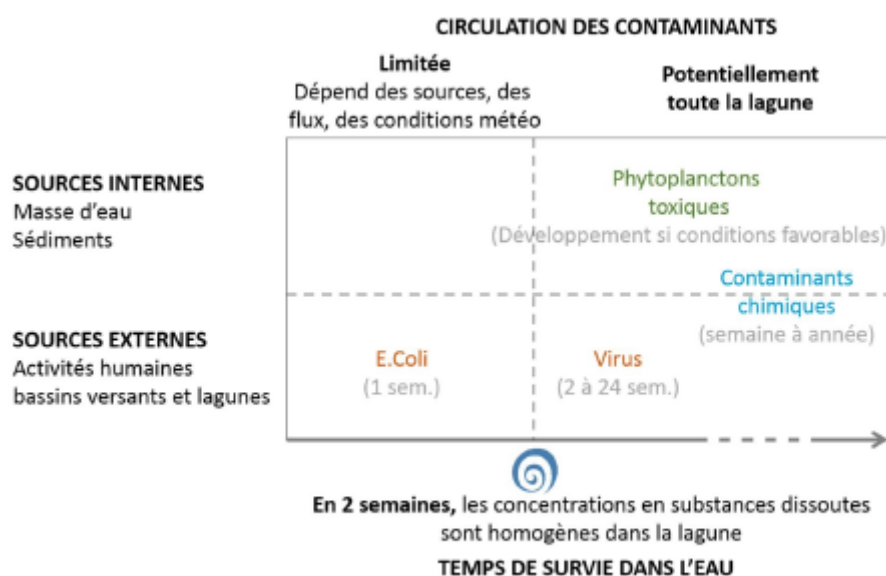 CIRCULATION DES CONTAMINANTS
Limitée
Dépend des sources, des
flux, des conditions météo
Potentiellement
toute la lagune
SOURCES INTERNES
Masse d'eau
Sédiments
Phytoplanctons
toxiques
(Développement si conditions favorables)
Contaminants
chimiques
(semaine à année)
SOURCES EXTERNES
Activités humaines
bassins versants et lagunes
E.Coli
(1 sem.)
Virus
(2 à 24 sem.)
En 2 semaines, les concentrations en substances dissoutes
sont homogènes dans la lagune
TEMPS DE SURVIE DANS L'EAU